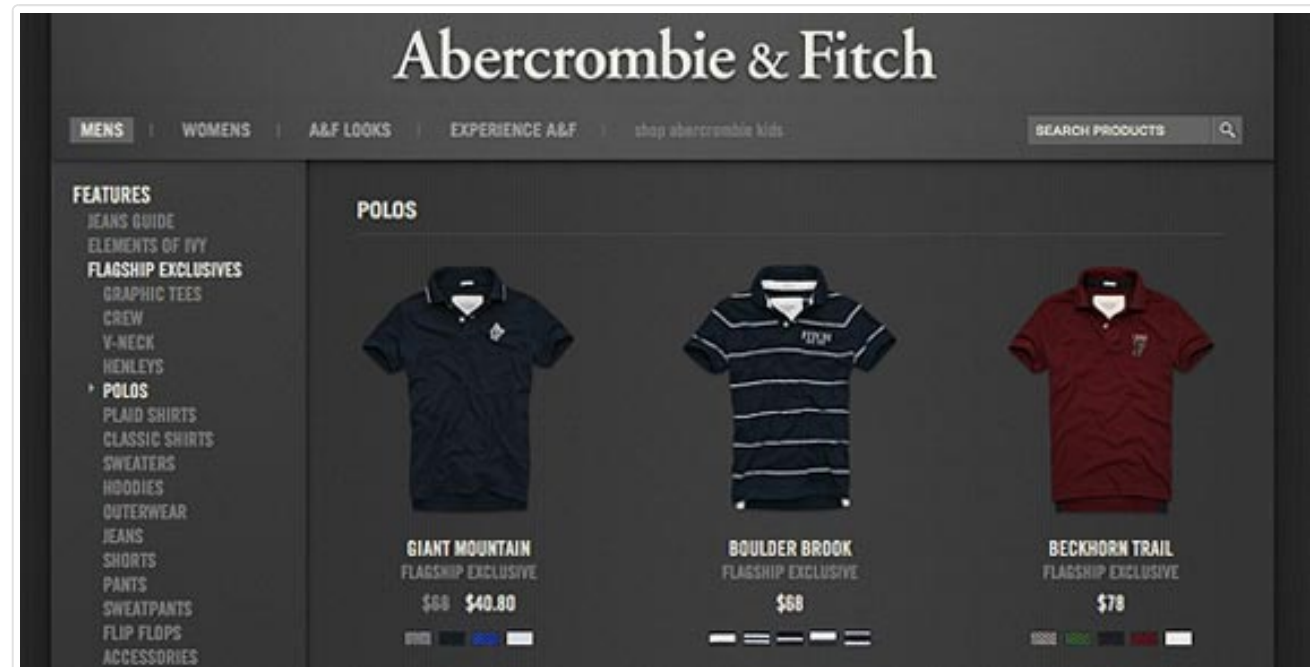 Abercrombie & Fitch
MENS WOMENS A&F LOOKS EXPERIENCE A&F shop abercrombie kids SEARCH PRODUCTS
FEATURES
JEANS GUIDE
ELEMENTS OF IVY
FLAGSHIP EXCLUSIVES
GRAPHIC TEES
CREW
V-NECK
HENLEYS
POLOS
PLAID SHIRTS
CLASSIC SHIRTS
SWEATERS
HOODIES
OUTERWEAR
JEANS
SHORTS
PANTS
SWEATPANTS
FLIP FLOPS
ACCESSORIES
POLOS
GIANT MOUNTAIN
FLAGSHIP EXCLUSIVE
$68 $40.80
BOULDER BROOK
FLAGSHIP EXCLUSIVE
$68
BECKHORN TRAIL
FLAGSHIP EXCLUSIVE
$78